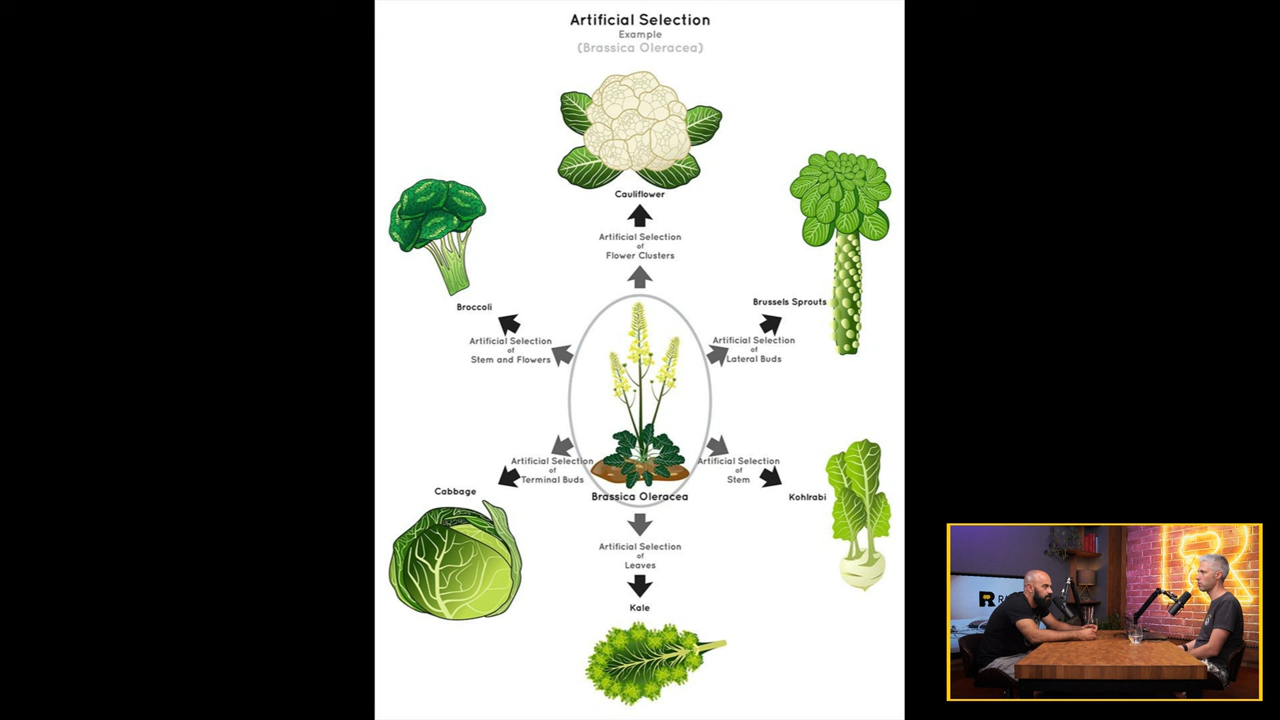 Artificial Selection
Example
(Brassica Oleracea)
Cauliflower
Artificial Selection
of
Flower Clusters
Broccoli
Artificial Selection
of
Stem and Flowers
Brussels Sprouts
Artificial Selection
of
Lateral Buds
Artificial Selection
of
Terminal Buds
Cabbage
Artificial Selection
of
Stem
Kohlrabi
Brassica Oleracea
Artificial Selection
of
Leaves
Kale
R